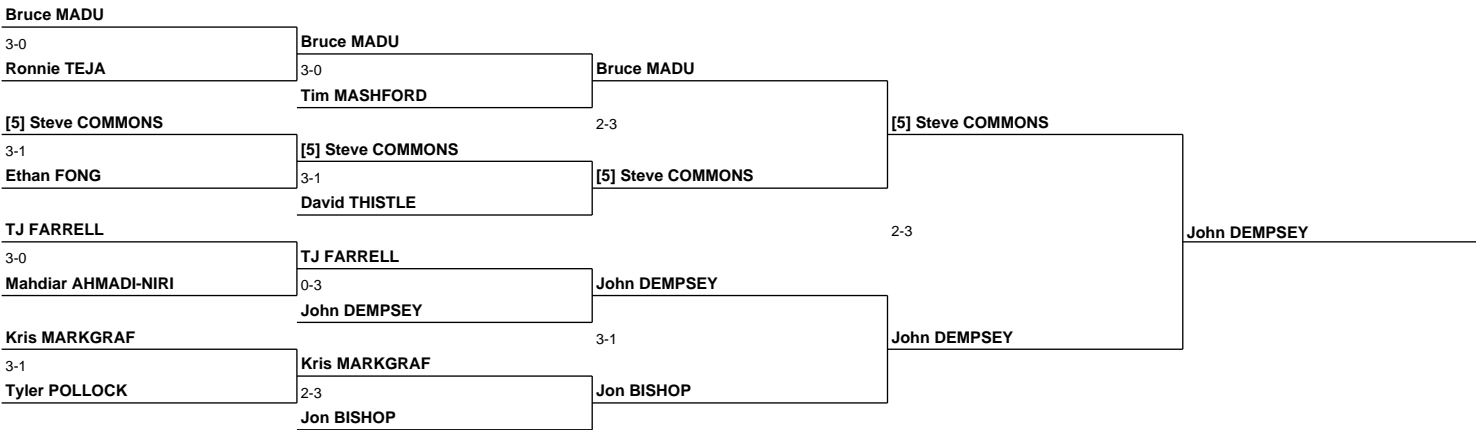 Bruce MADU
3-0
Bruce MADU
Ronnie TEJA
3-0
Bruce MADU
Tim MASHFORD
[5] Steve COMMONS
2-3
[5] Steve COMMONS
3-1
[5] Steve COMMONS
Ethan FONG
3-1
[5] Steve COMMONS
David THISTLE
TJ FARRELL
2-3
John DEMPSEY
3-0
TJ FARRELL
Mahdiar AHMADI-NIRI
0-3
John DEMPSEY
John DEMPSEY
Kris MARKGRAF
3-1
John DEMPSEY
3-1
Kris MARKGRAF
Tyler POLLOCK
2-3
Jon BISHOP
Jon BISHOP